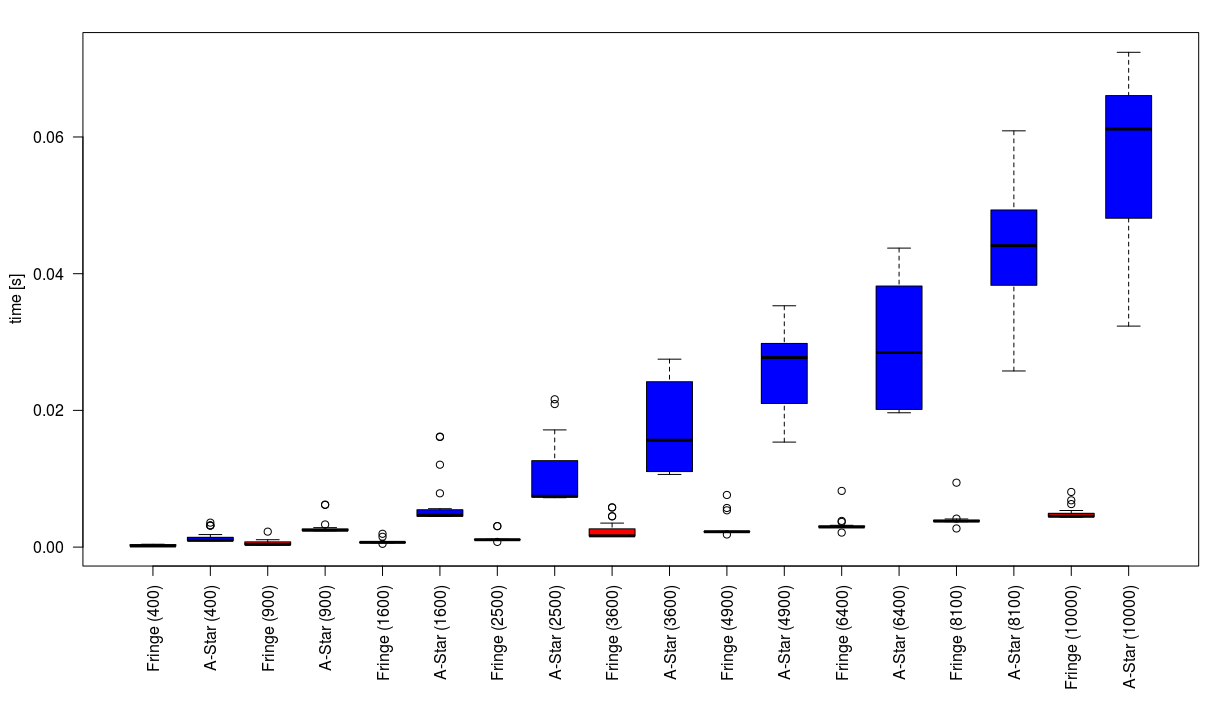 0.06
0.04
0.02
0.00
time [s]
Fringe (400)
A-Star (400)
Fringe (900)
A-Star (900)
Fringe (1600)
A-Star (1600)
Fringe (2500)
A-Star (2500)
Fringe (3600)
A-Star (3600)
Fringe (4900)
A-Star (4900)
Fringe (6400)
A-Star (6400)
Fringe (8100)
A-Star (8100)
Fringe (10000)
A-Star (10000)